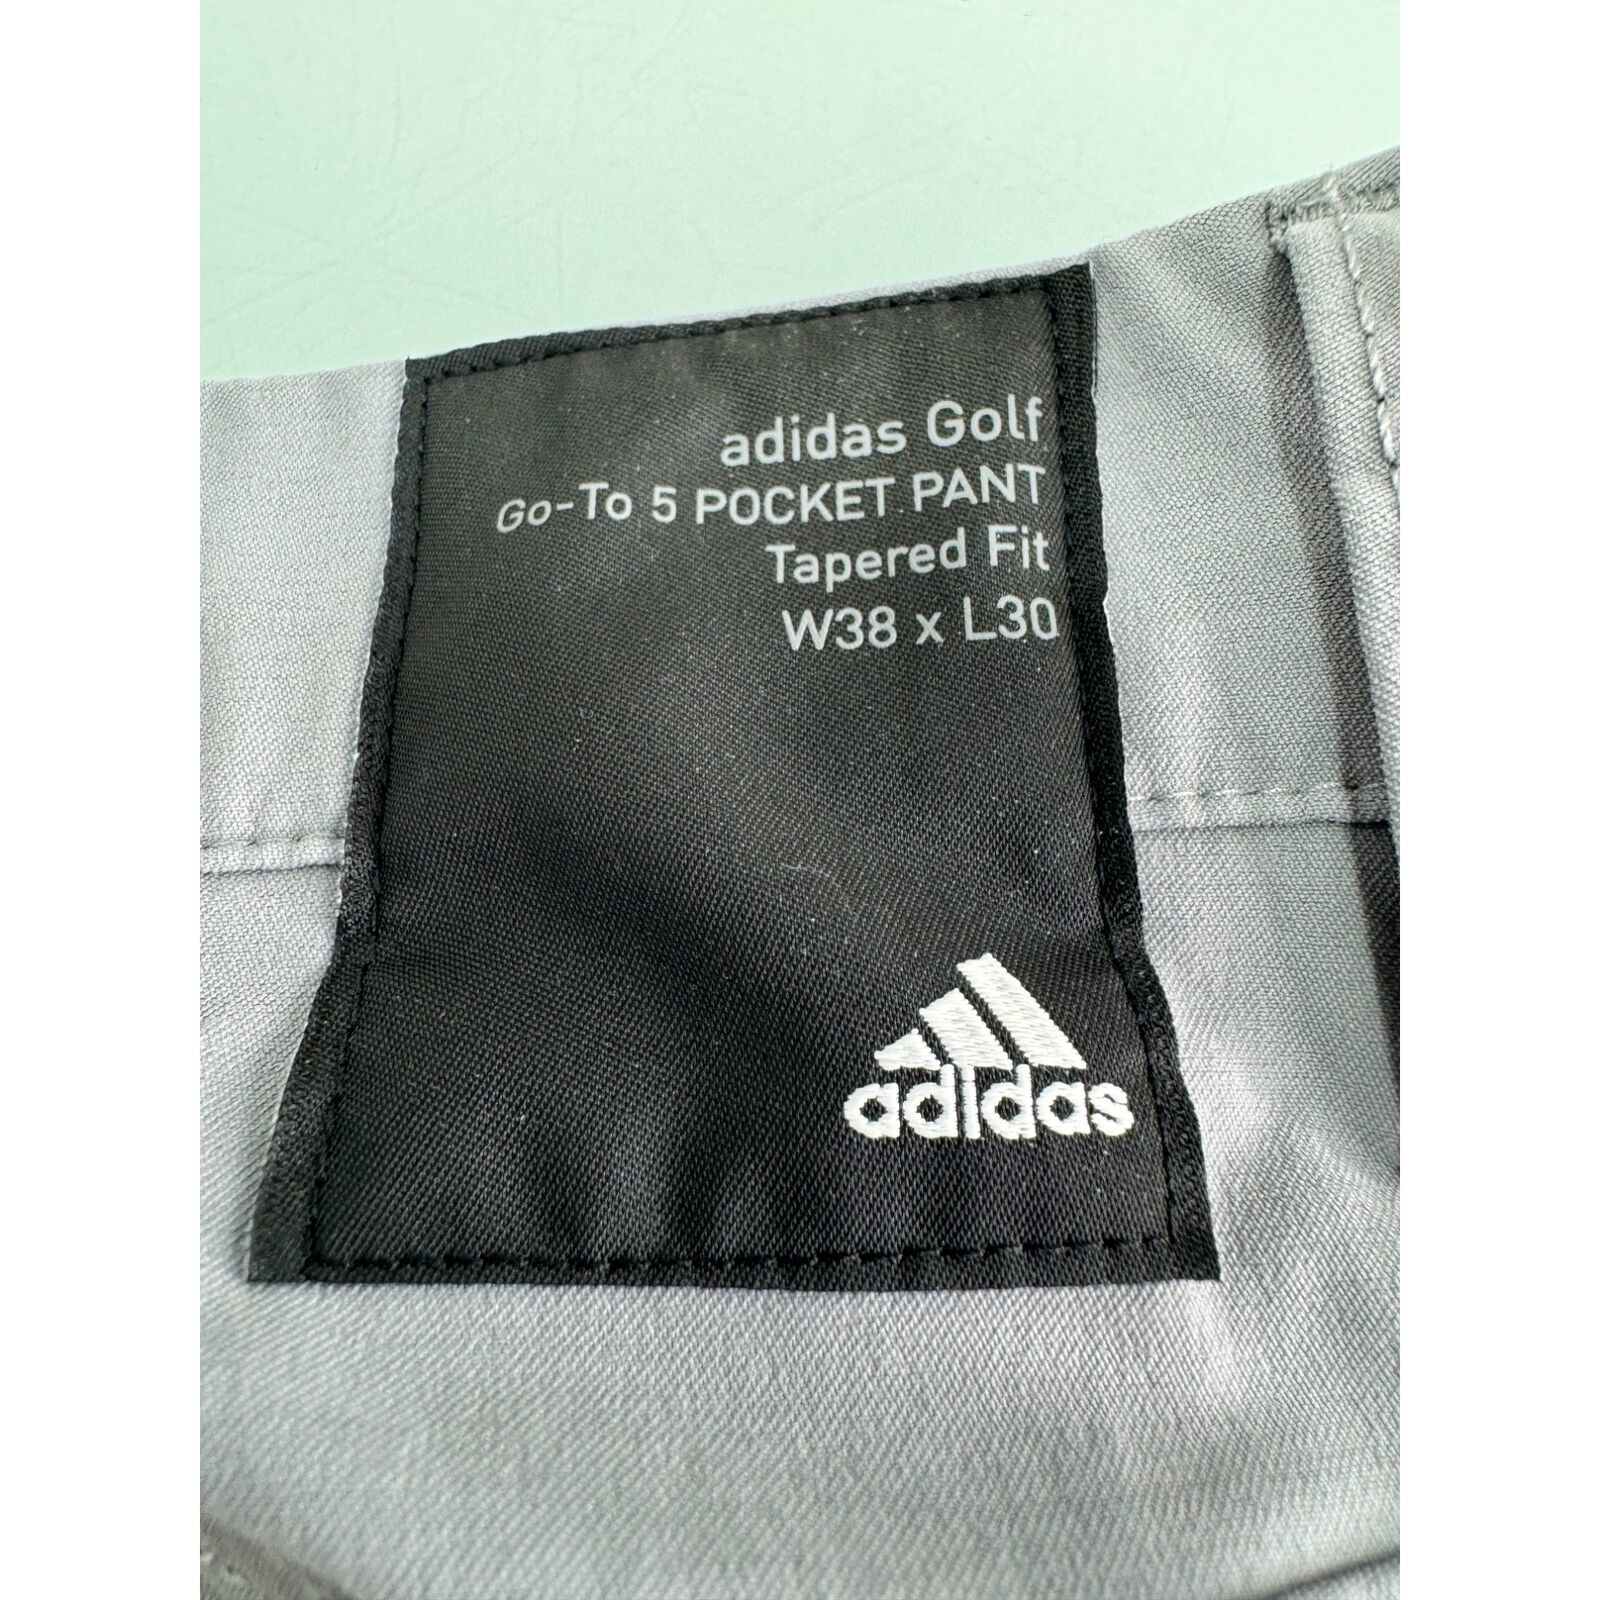 adidas Golf
Go-To 5 POCKET PANT
Tapered Fit
W38 x L30
adidas